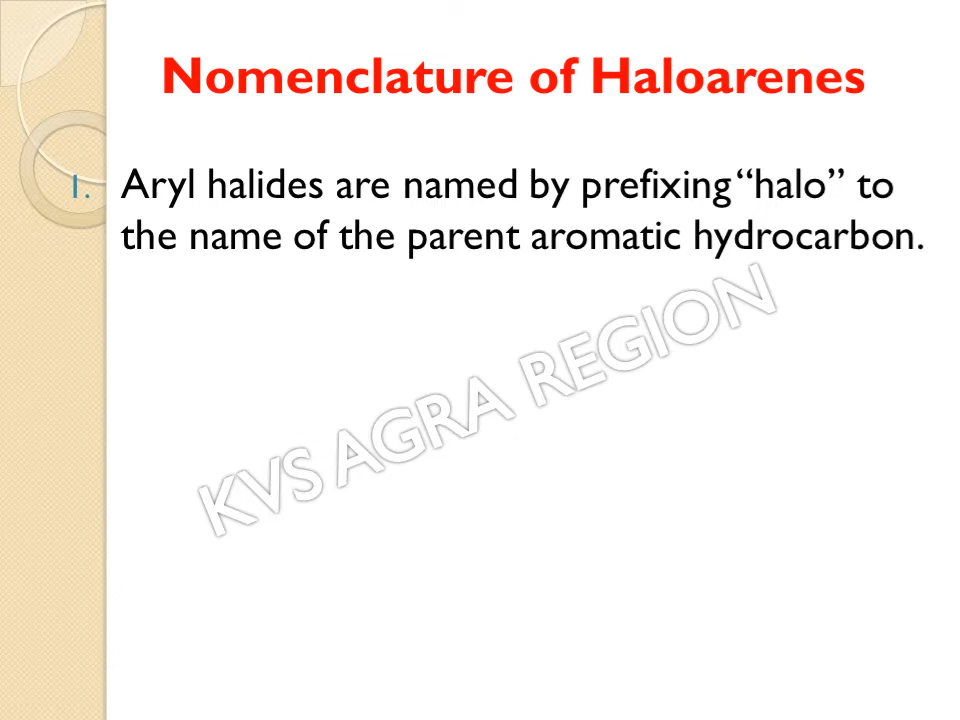 Nomenclature of Haloarenes
1. Aryl halides are named by prefixing “halo” to
the name of the parent aromatic hydrocarbon.
KVS AGRA REGION